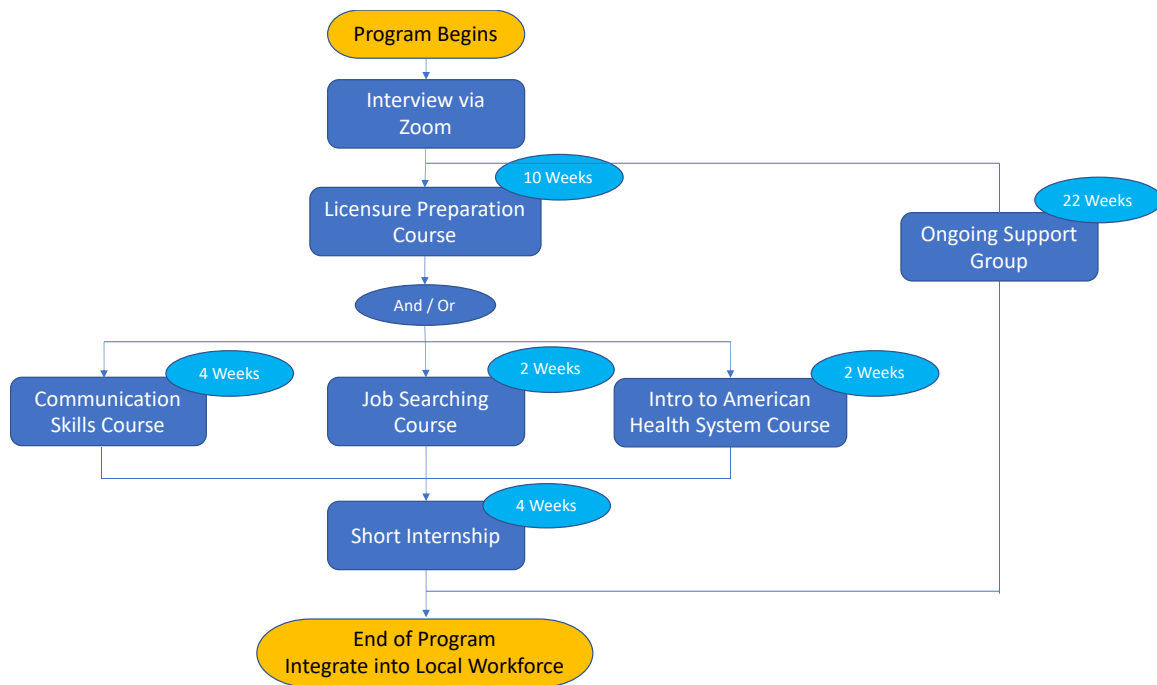 Program Begins
Interview via
Zoom
10 Weeks
Licensure Preparation
Course
22 Weeks
Ongoing Support
Group
And / Or
4 Weeks
Communication
Skills Course
2 Weeks
Job Searching
Course
2 Weeks
Intro to American
Health System Course
4 Weeks
Short Internship
End of Program
Integrate into Local Workforce